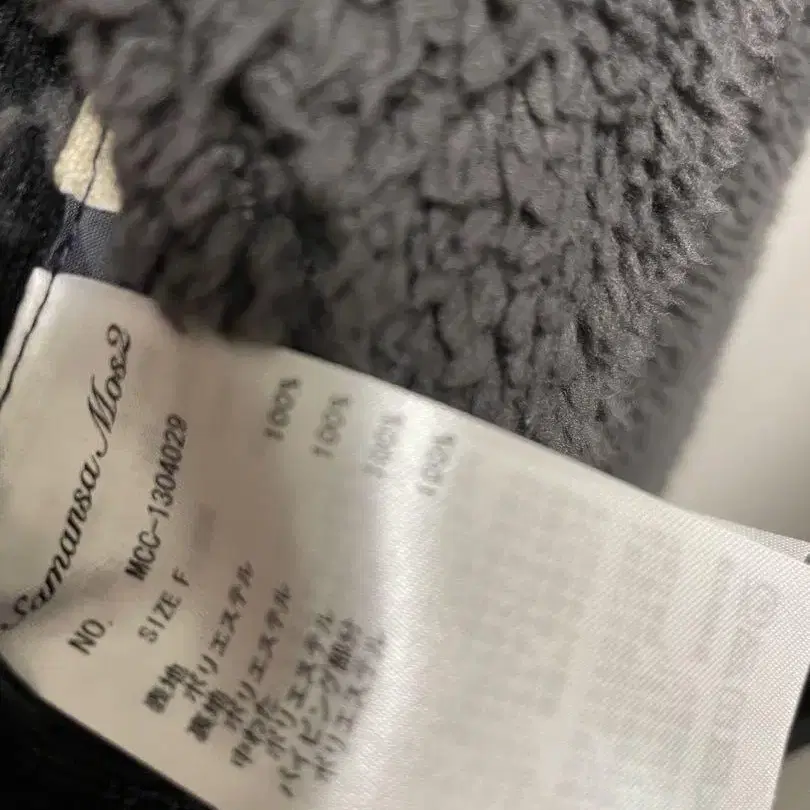 Samansa Mos2
NO. MCC-1304029
SIZE F
表地
ポリエステル 100%
裏地
ポリエステル 100%
中わた
ポリエステル 100%
パイピング部分
ポリエステル 100%